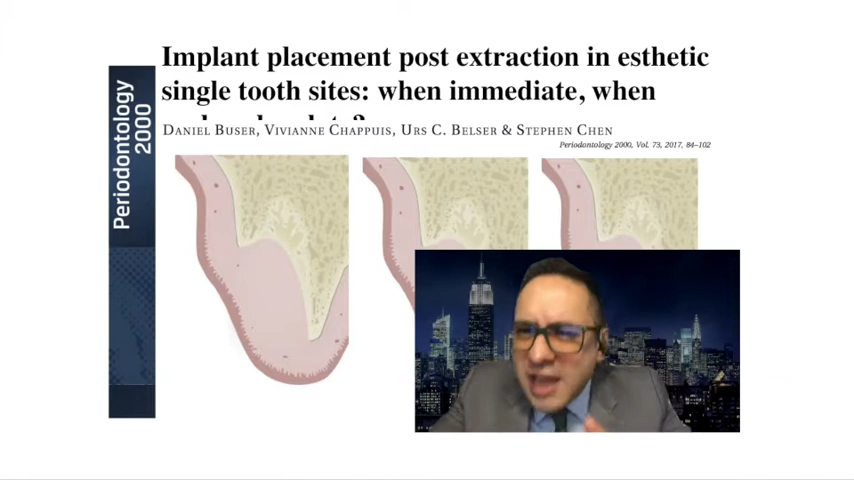 Periodontology
2000
Implant placement post extraction in esthetic
single tooth sites: when immediate, when
DANIEL BUSER, VIVIANNE CHAPPUIS, URS C. BELSER & STEPHEN CHEN
Periodontology 2000, Vol. 73, 2017, 84–102